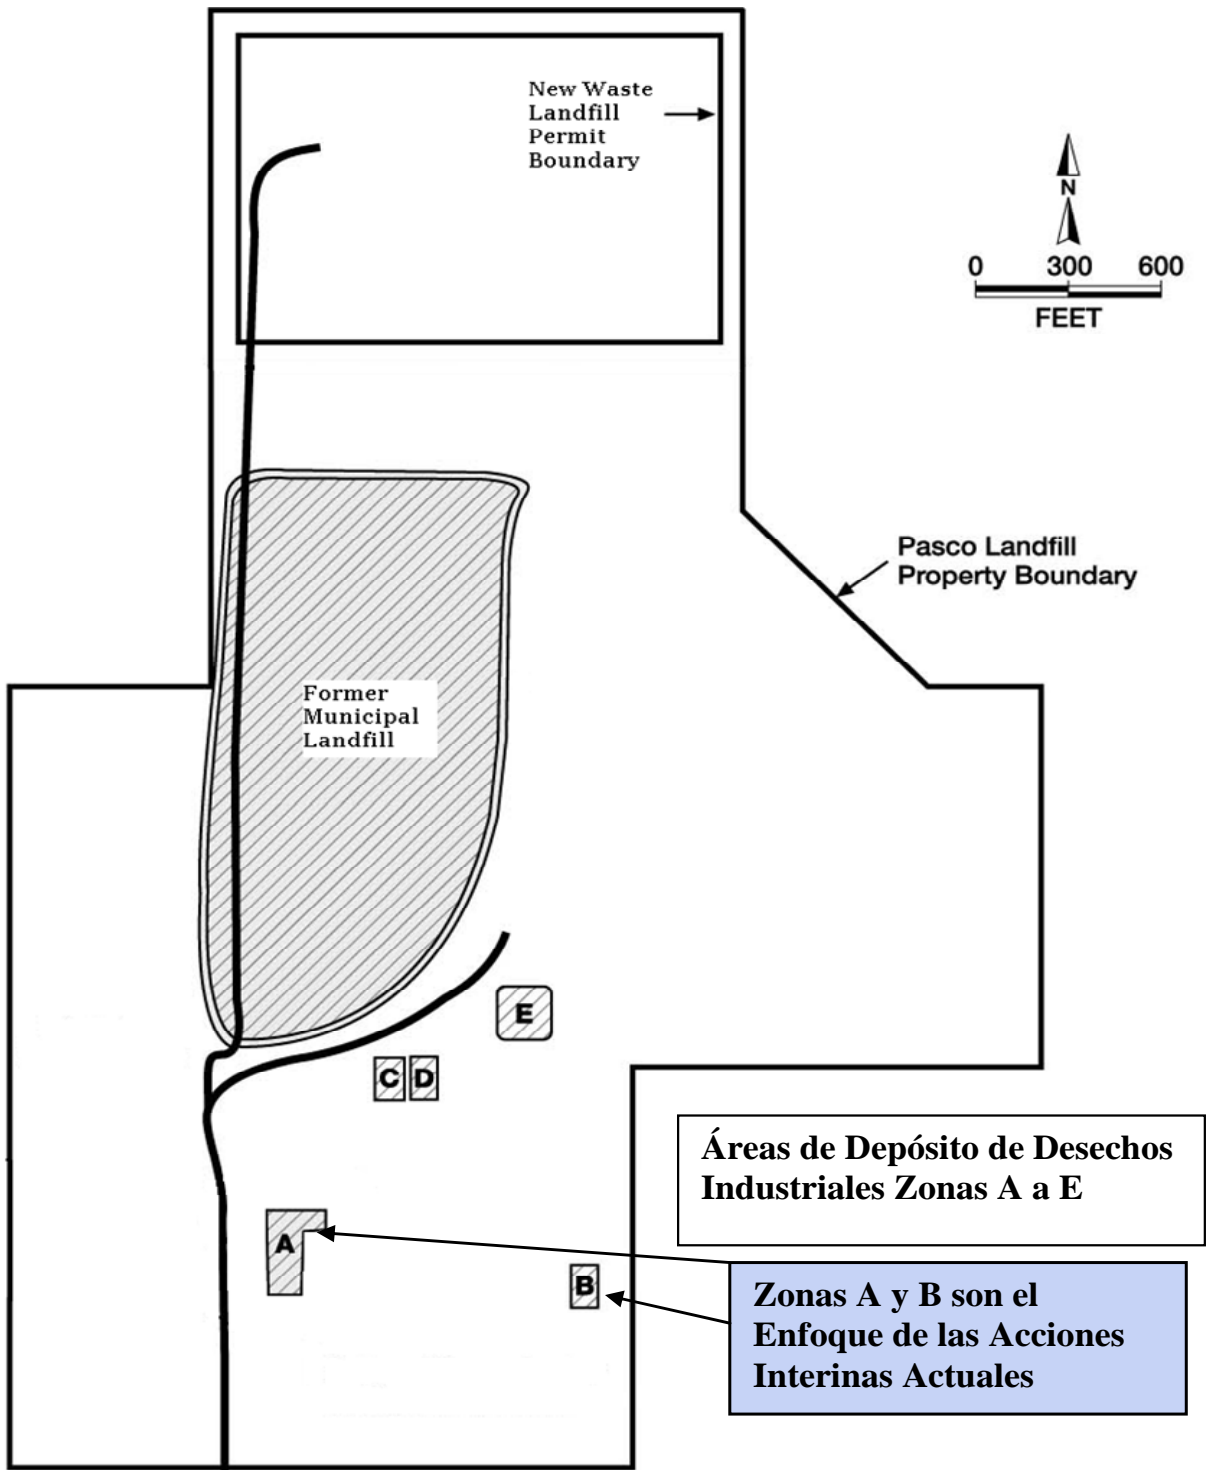 New Waste
Landfill
Permit
Boundary
N
0 300 600
FEET
Pasco Landfill
Property Boundary
Former
Municipal
Landfill
E
C D
Áreas de Depósito de Desechos
Industriales Zonas A a E
A
B
Zonas A y B son el
Enfoque de las Acciones
Interinas Actuales